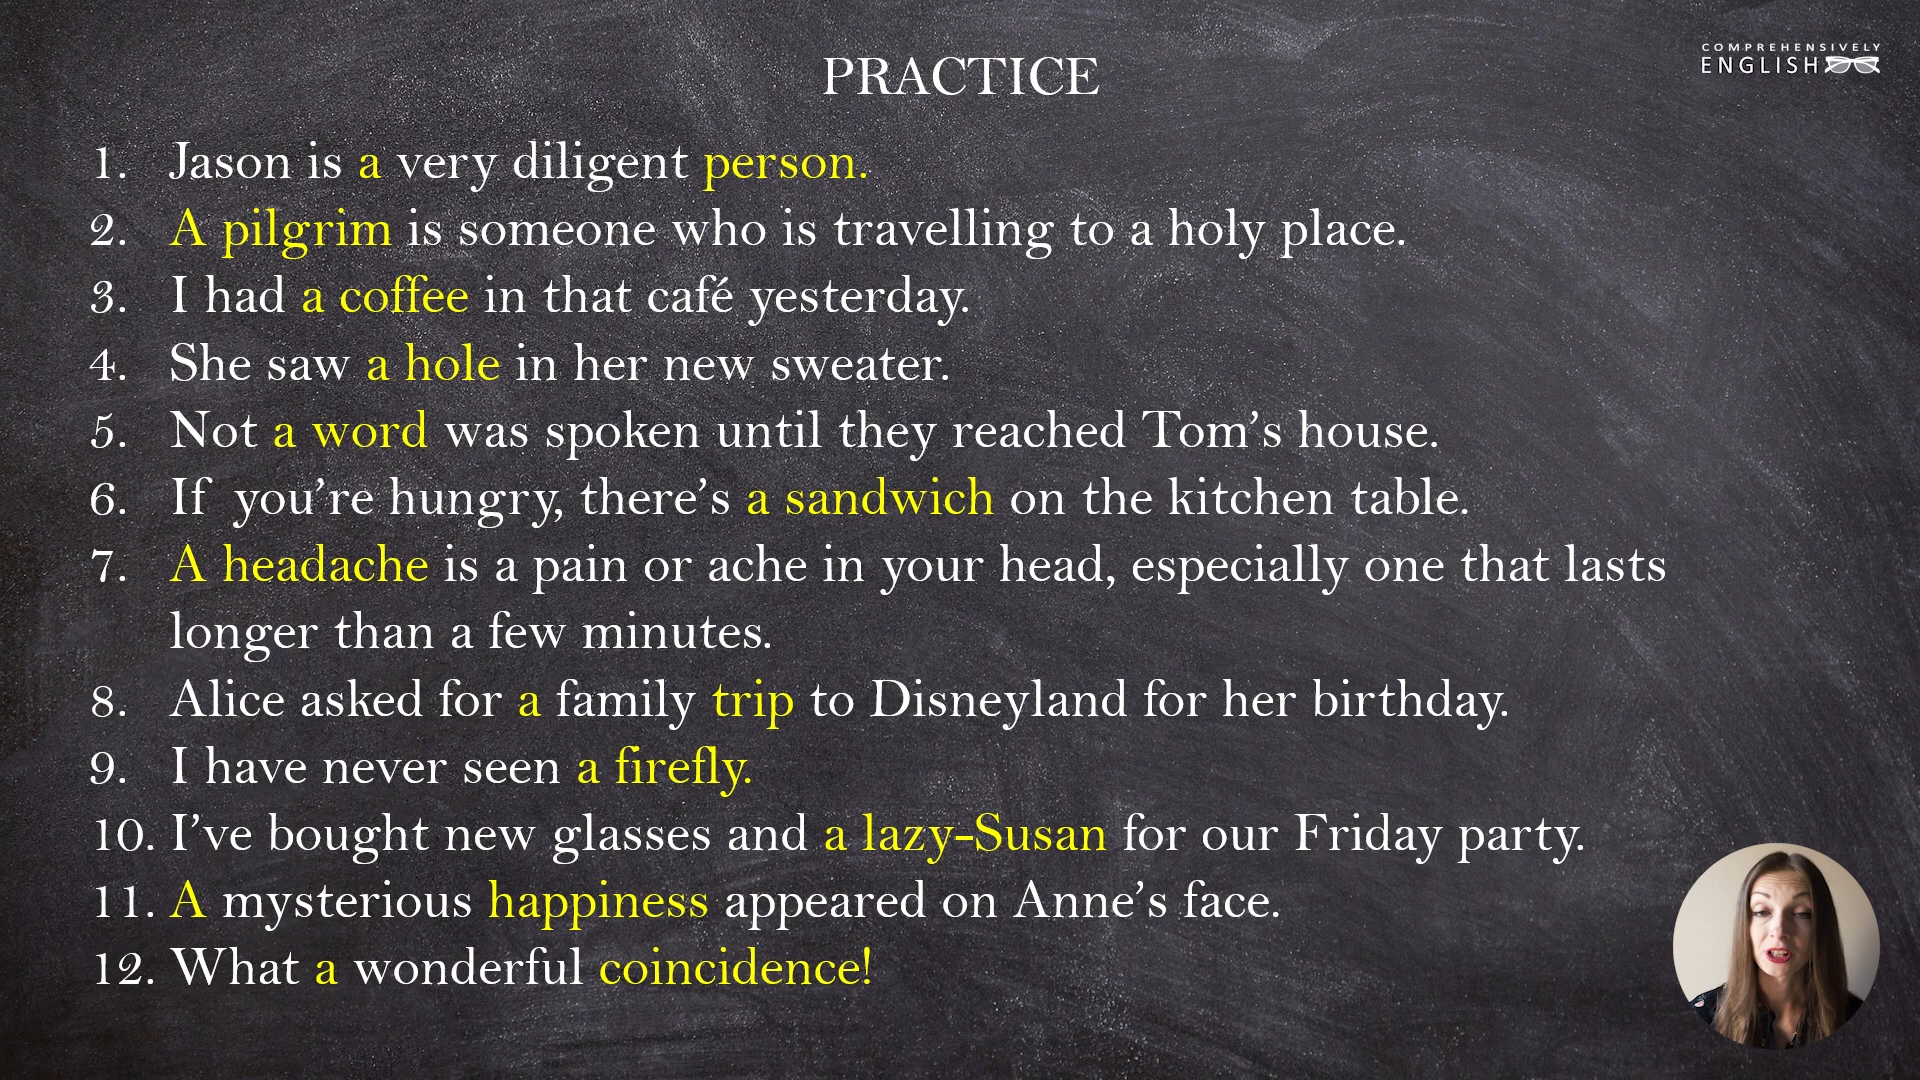 COMPREHENSIVELY
ENGLISH
PRACTICE
1. Jason is a very diligent person.
2. A pilgrim is someone who is travelling to a holy place.
3. I had a coffee in that café yesterday.
4. She saw a hole in her new sweater.
5. Not a word was spoken until they reached Tom’s house.
6. If you’re hungry, there’s a sandwich on the kitchen table.
7. A headache is a pain or ache in your head, especially one that lasts
longer than a few minutes.
8. Alice asked for a family trip to Disneyland for her birthday.
9. I have never seen a firefly.
10. I’ve bought new glasses and a lazy-Susan for our Friday party.
11. A mysterious happiness appeared on Anne’s face.
12. What a wonderful coincidence!